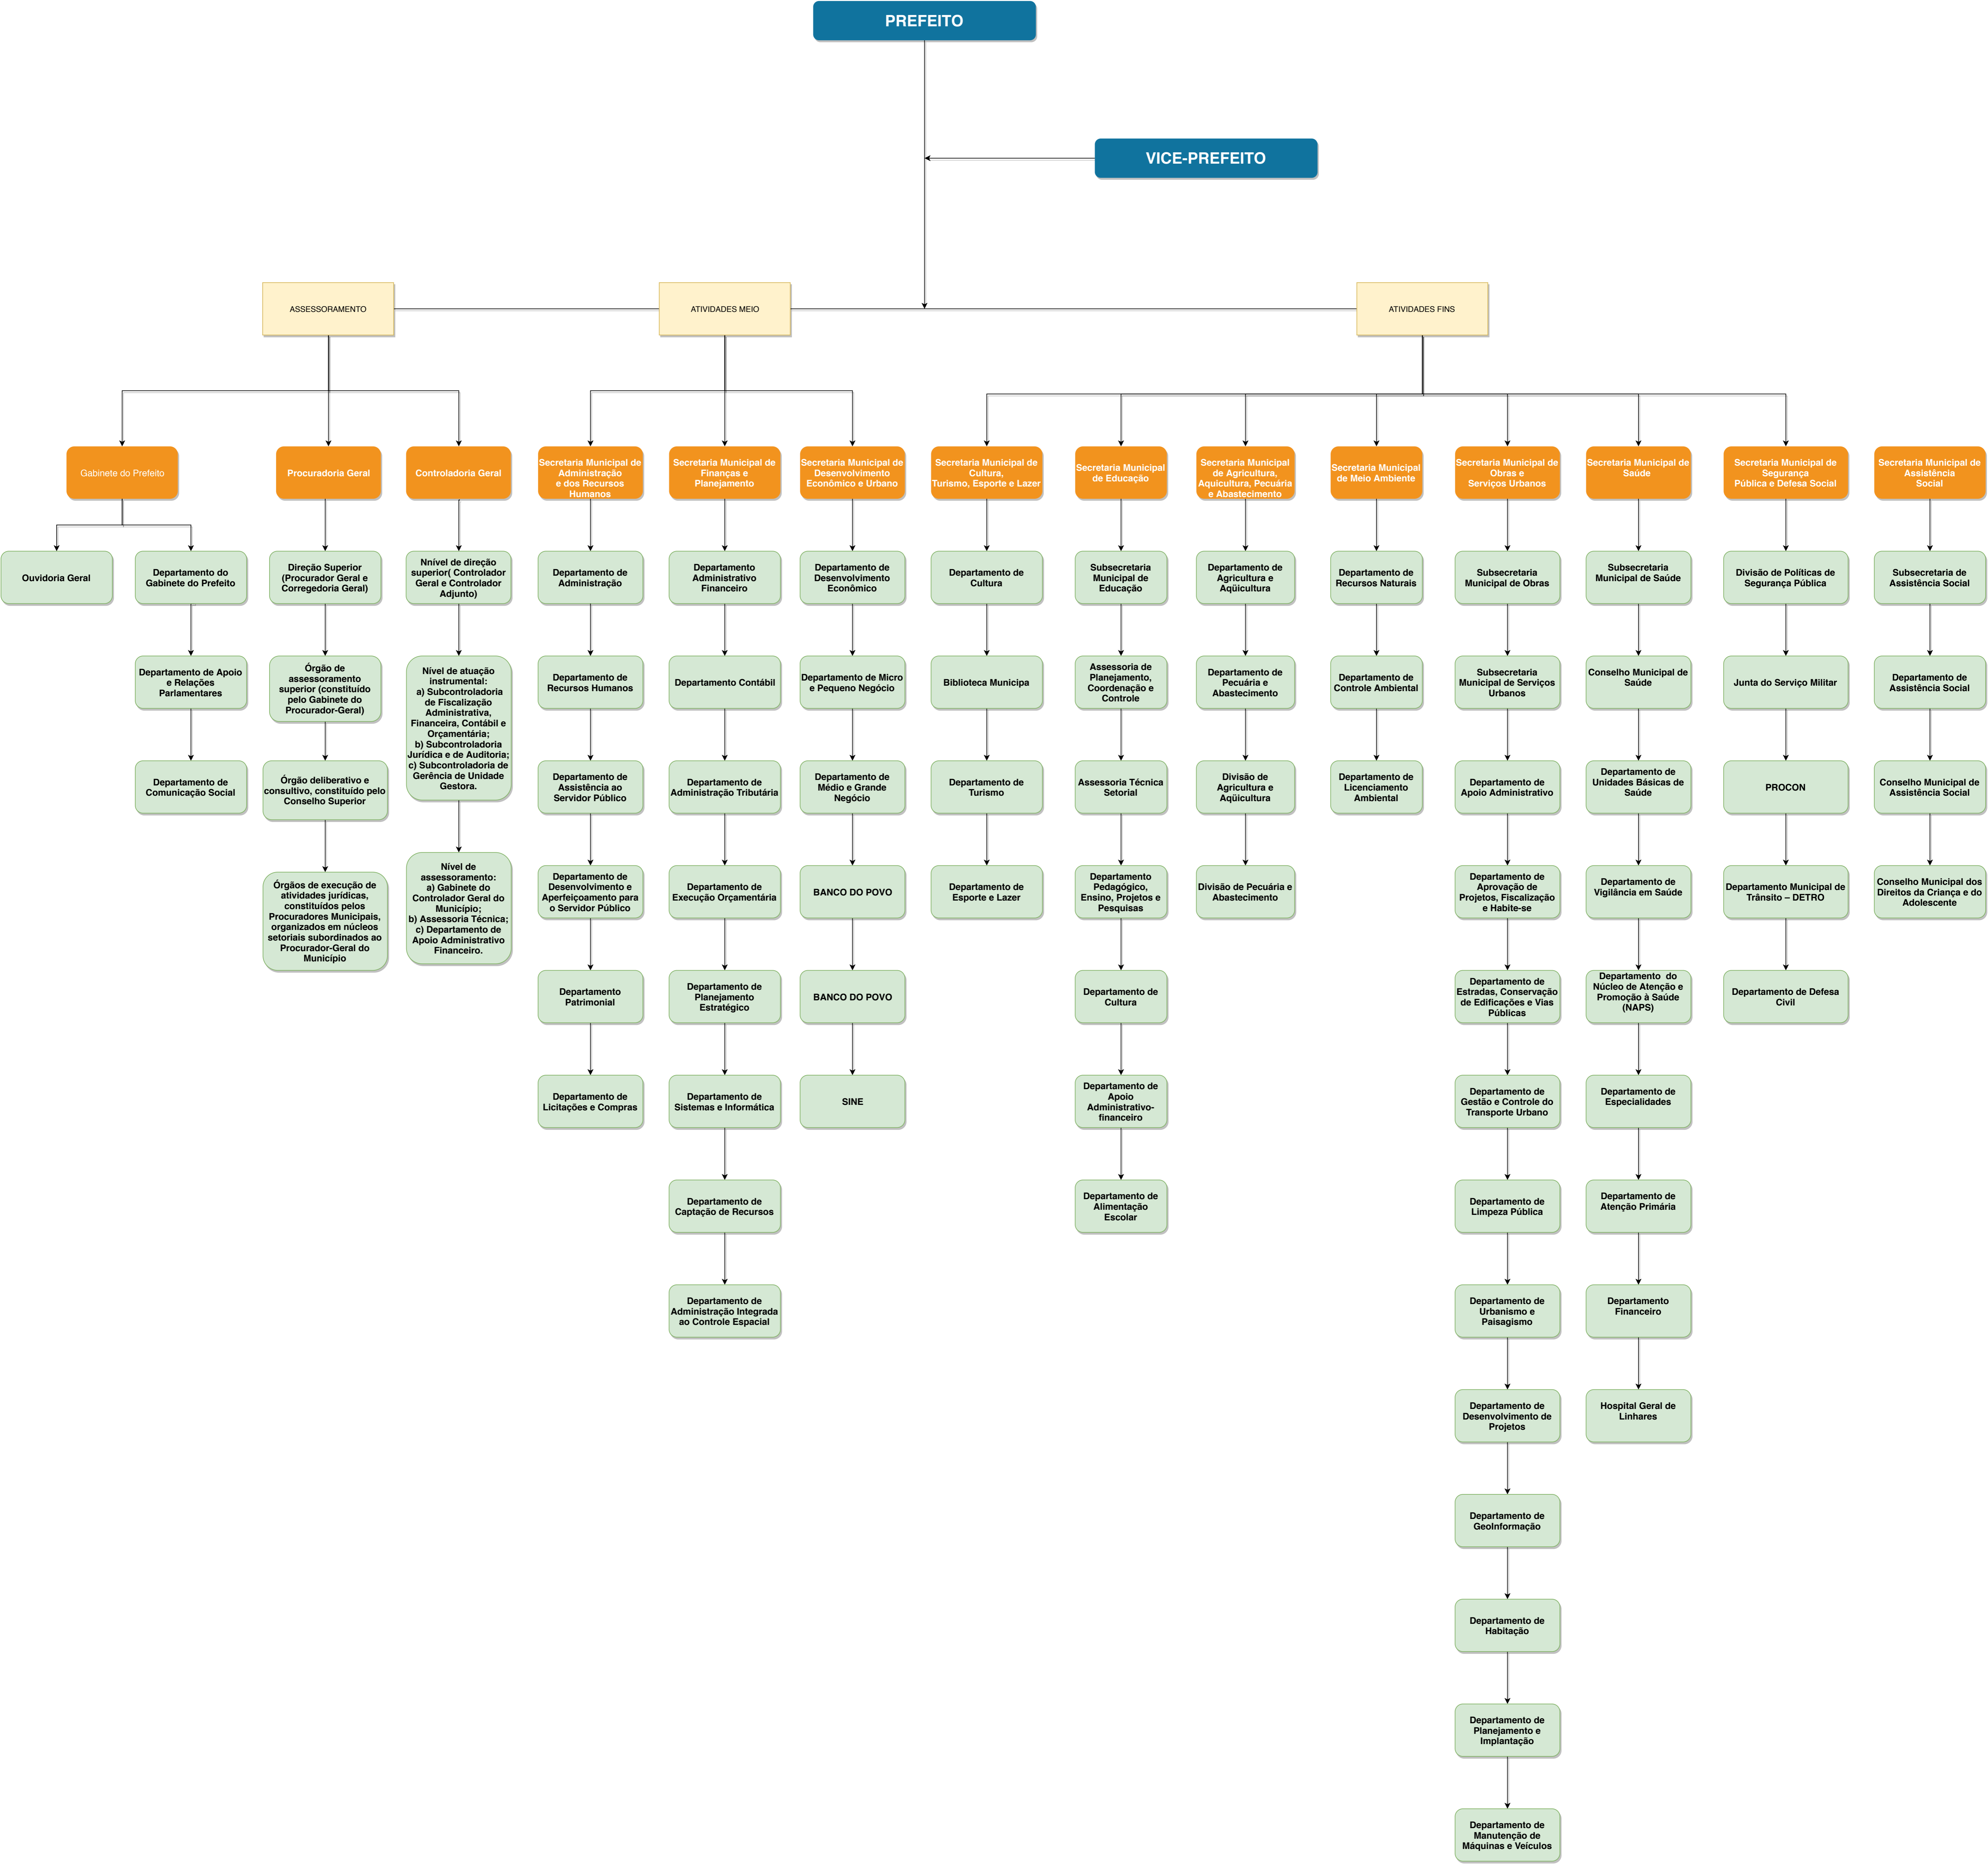 PREFEITO
VICE-PREFEITO
ASSESSORAMENTO
ATIVIDADES MEIO
ATIVIDADES FINS
Gabinete do Prefeito
Procuradoria Geral
Controladoria Geral
Secretaria Municipal de
Administração
e dos Recursos
Humanos
Secretaria Municipal de
Finanças e
Planejamento
Secretaria Municipal de
Desenvolvimento
Econômico e Urbano
Secretaria Municipal de
Cultura,
Turismo, Esporte e Lazer
Secretaria Municipal
de Educação
Secretaria Municipal
de Agricultura,
Aquicultura, Pecuária
e Abastecimento
Secretaria Municipal
de Meio Ambiente
Secretaria Municipal de
Obras e
Serviços Urbanos
Secretaria Municipal de
Saúde
Secretaria Municipal de
Segurança
Pública e Defesa Social
Secretaria Municipal de
Assistência
Social
Ouvidoria Geral
Departamento do
Gabinete do Prefeito
Departamento de Apoio
e Relações
Parlamentares
Departamento de
Comunicação Social
Direção Superior
(Procurador Geral e
Corregedoria Geral)
Órgão de
assessoramento
superior (constituído
pelo Gabinete do
Procurador-Geral)
Órgão deliberativo e
consultivo, constituído pelo
Conselho Superior
Órgãos de execução de
atividades jurídicas,
constituídos pelos
Procuradores Municipais,
organizados em núcleos
setoriais subordinados ao
Procurador-Geral do
Município
Nnível de direção
superior( Controlador
Geral e Controlador
Adjunto)
Nível de atuação
instrumental:
a) Subcontroladoria
de Fiscalização
Administrativa,
Financeira, Contábil e
Orçamentária;
b) Subcontroladoria
Jurídica e de Auditoria;
c) Subcontroladoria de
Gerência de Unidade
Gestora.
Nível de
assessoramento:
a) Gabinete do
Controlador Geral do
Município;
b) Assessoria Técnica;
c) Departamento de
Apoio Administrativo
Financeiro.
Departamento de
Administração
Departamento de
Recursos Humanos
Departamento de
Assistência ao
Servidor Público
Departamento de
Desenvolvimento e
Aperfeiçoamento para
o Servidor Público
Departamento
Patrimonial
Departamento de
Licitações e Compras
Departamento
Administrativo
Financeiro
Departamento Contábil
Departamento de
Administração Tributária
Departamento de
Execução Orçamentária
Departamento de
Planejamento
Estratégico
Departamento de
Sistemas e Informática
Departamento de
Captação de Recursos
Departamento de
Administração Integrada
ao Controle Espacial
Departamento de
Desenvolvimento
Econômico
Departamento de Micro
e Pequeno Negócio
Departamento de
Médio e Grande
Negócio
BANCO DO POVO
BANCO DO POVO
SINE
Departamento de
Cultura
Biblioteca Municipa
Departamento de
Turismo
Departamento de
Esporte e Lazer
Subsecretaria
Municipal de
Educação
Assessoria de
Planejamento,
Coordenação e
Controle
Assessoria Técnica
Setorial
Departamento
Pedagógico,
Ensino, Projetos e
Pesquisas
Departamento de
Cultura
Departamento de
Apoio
Administrativo-
financeiro
Departamento de
Alimentação
Escolar
Departamento de
Agricultura e
Aqüicultura
Departamento de
Pecuária e
Abastecimento
Divisão de
Agricultura e
Aqüicultura
Divisão de Pecuária e
Abastecimento
Departamento de
Recursos Naturais
Departamento de
Controle Ambiental
Departamento de
Licenciamento
Ambiental
Subsecretaria
Municipal de Obras
Subsecretaria
Municipal de Serviços
Urbanos
Departamento de
Apoio Administrativo
Departamento de
Aprovação de
Projetos, Fiscalização
e Habite-se
Departamento de
Estradas, Conservação
de Edificações e Vias
Públicas
Departamento de
Gestão e Controle do
Transporte Urbano
Departamento de
Limpeza Pública
Departamento de
Urbanismo e
Paisagismo
Departamento de
Desenvolvimento de
Projetos
Departamento de
GeoInformação
Departamento de
Habitação
Departamento de
Planejamento e
Implantação
Departamento de
Manutenção de
Máquinas e Veículos
Subsecretaria
Municipal de Saúde
Conselho Municipal de
Saúde
Departamento de
Unidades Básicas de
Saúde
Departamento de
Vigilância em Saúde
Departamento do
Núcleo de Atenção e
Promoção à Saúde
(NAPS)
Departamento de
Especialidades
Departamento de
Atenção Primária
Departamento
Financeiro
Hospital Geral de
Linhares
Divisão de Políticas de
Segurança Pública
Junta do Serviço Militar
PROCON
Departamento Municipal de
Trânsito – DETRO
Departamento de Defesa
Civil
Subsecretaria de
Assistência Social
Departamento de
Assistência Social
Conselho Municipal de
Assistência Social
Conselho Municipal dos
Direitos da Criança e do
Adolescente